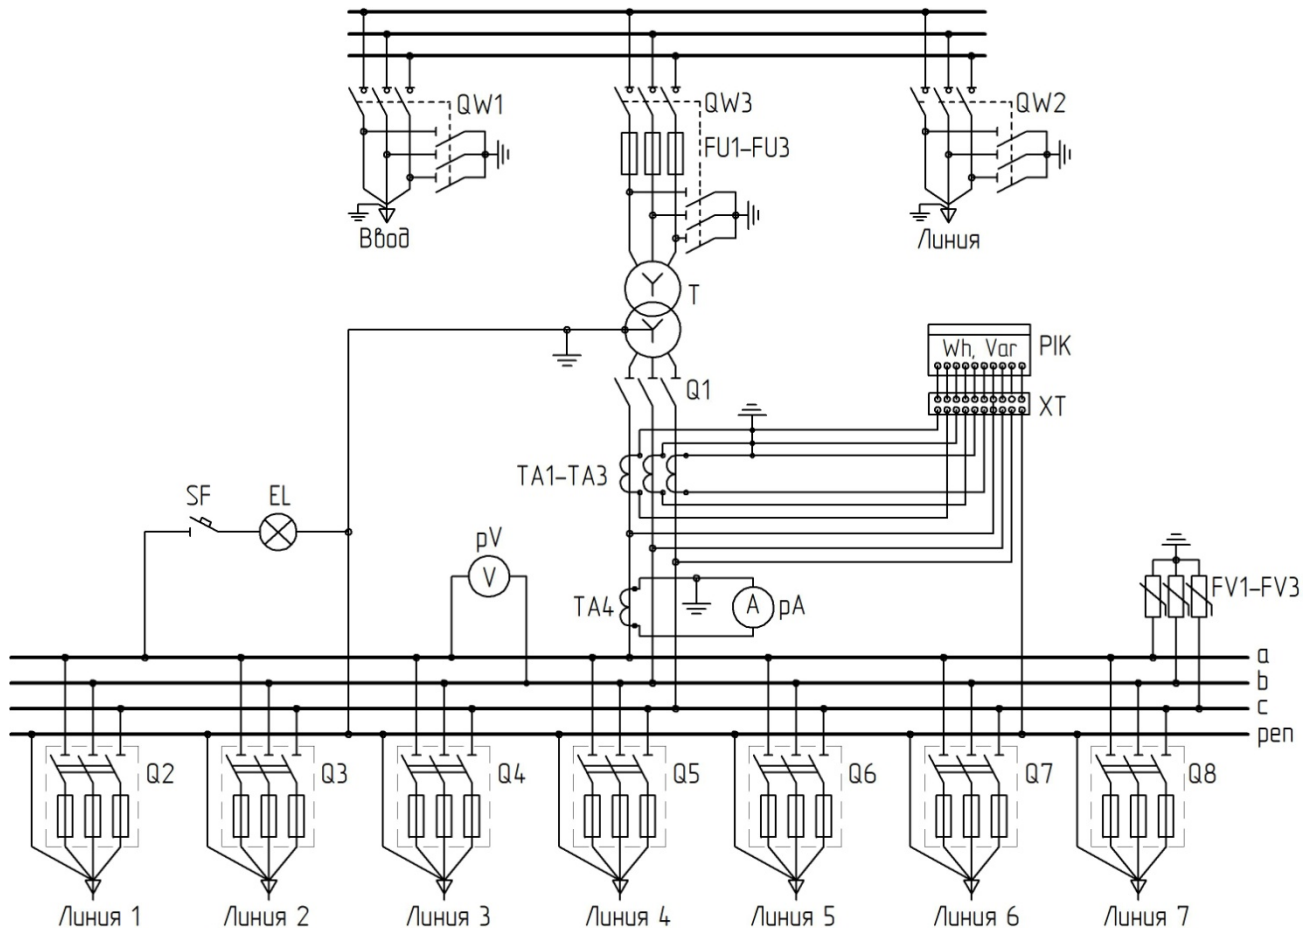 QW1
QW3
QW2
FU1-FU3
Ввод
Линия
T
Wh, Var
PIK
XT
Q1
TA1-TA3
SF
EL
pV
V
TA4
A
pA
FV1-FV3
a
b
c
pen
Q2
Q3
Q4
Q5
Q6
Q7
Q8
Линия 1
Линия 2
Линия 3
Линия 4
Линия 5
Линия 6
Линия 7